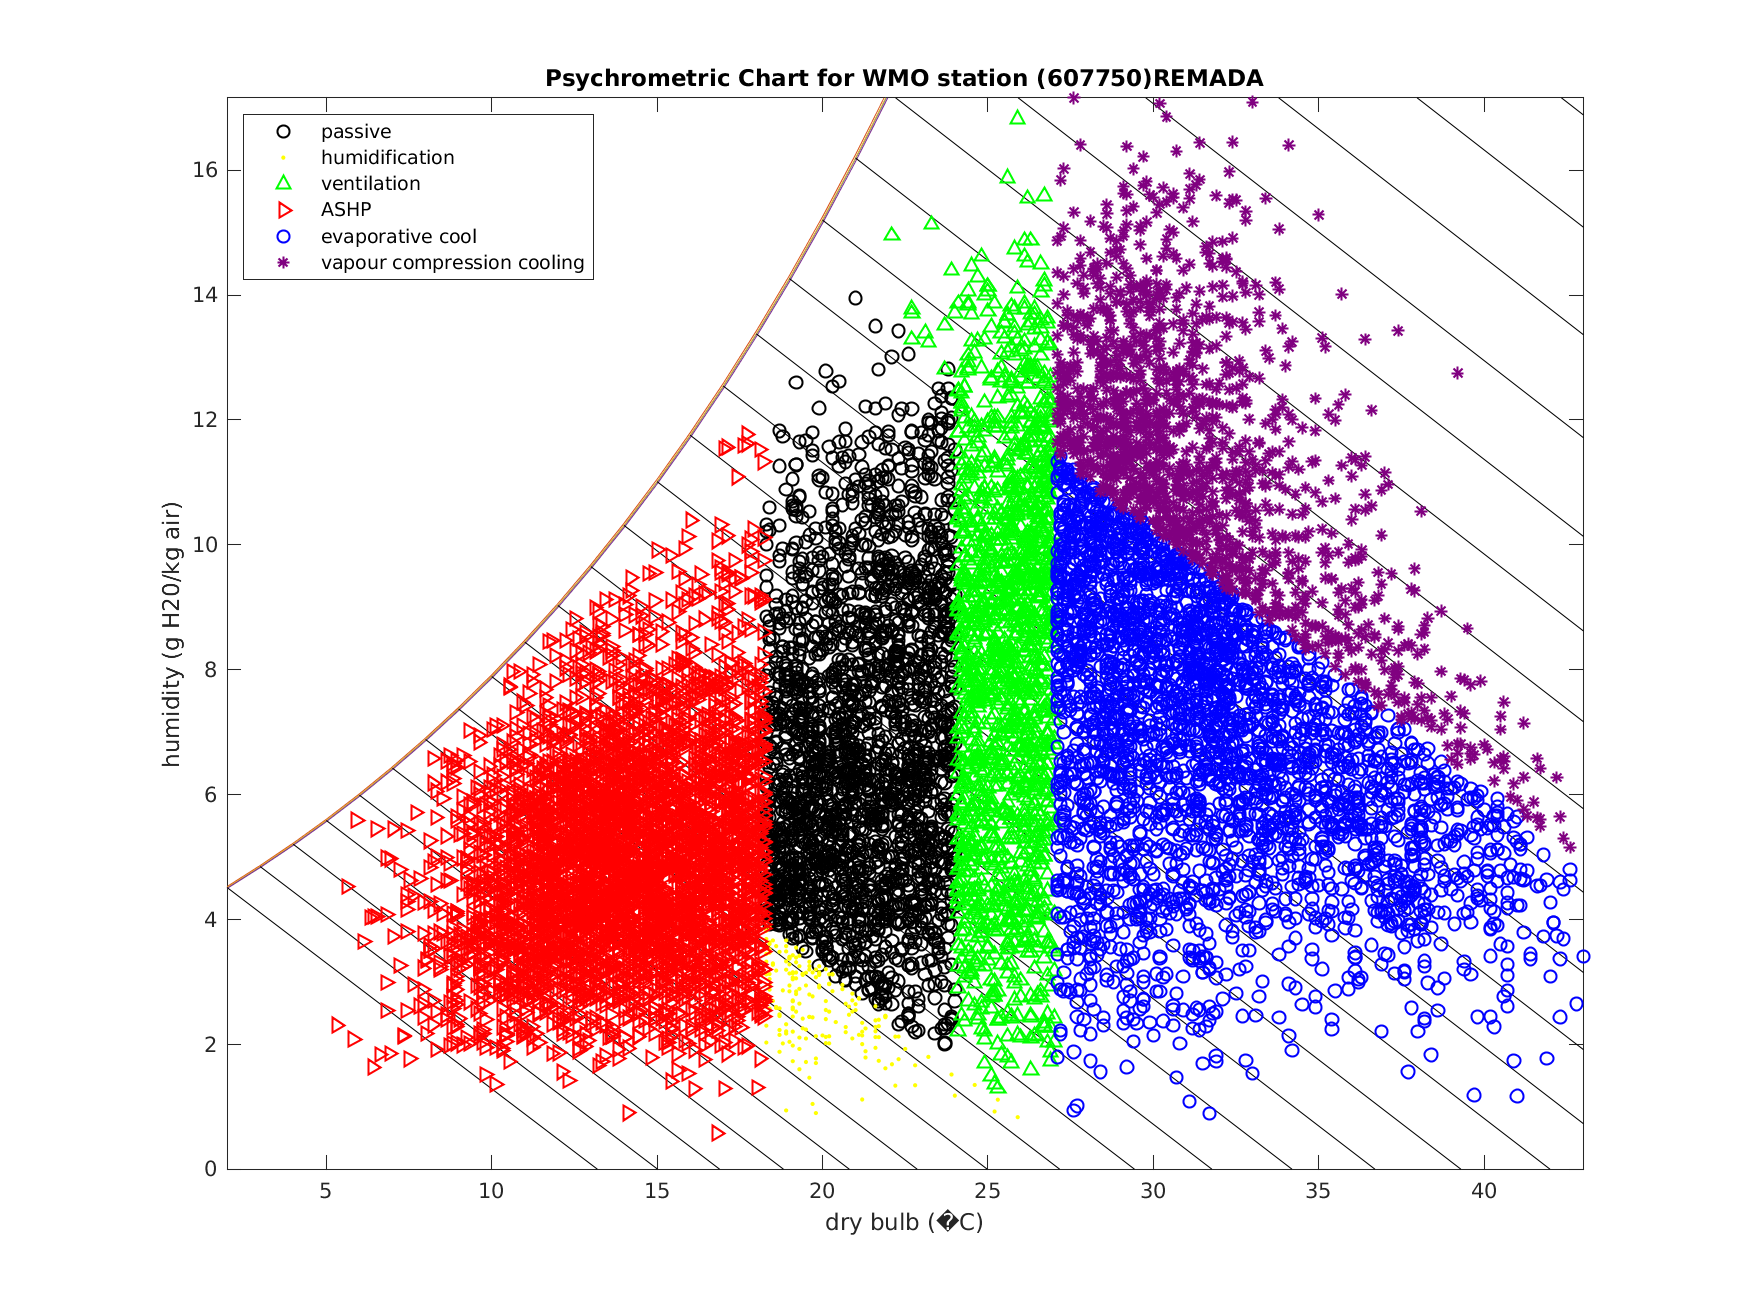 Psychrometric Chart for WMO station (607750)REMADA
passive
humidification
ventilation
ASHP
evaporative cool
vapour compression cooling
humidity (g H20/kg air)
16
14
12
10
8
6
4
2
0
5 10 15 20 25 30 35 40
dry bulb (�C)